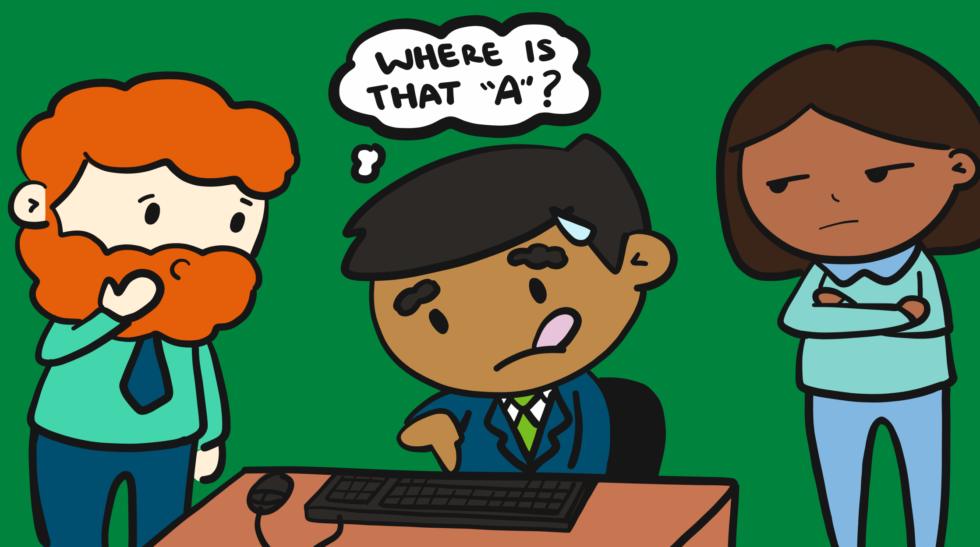 WHERE IS
THAT "A"?